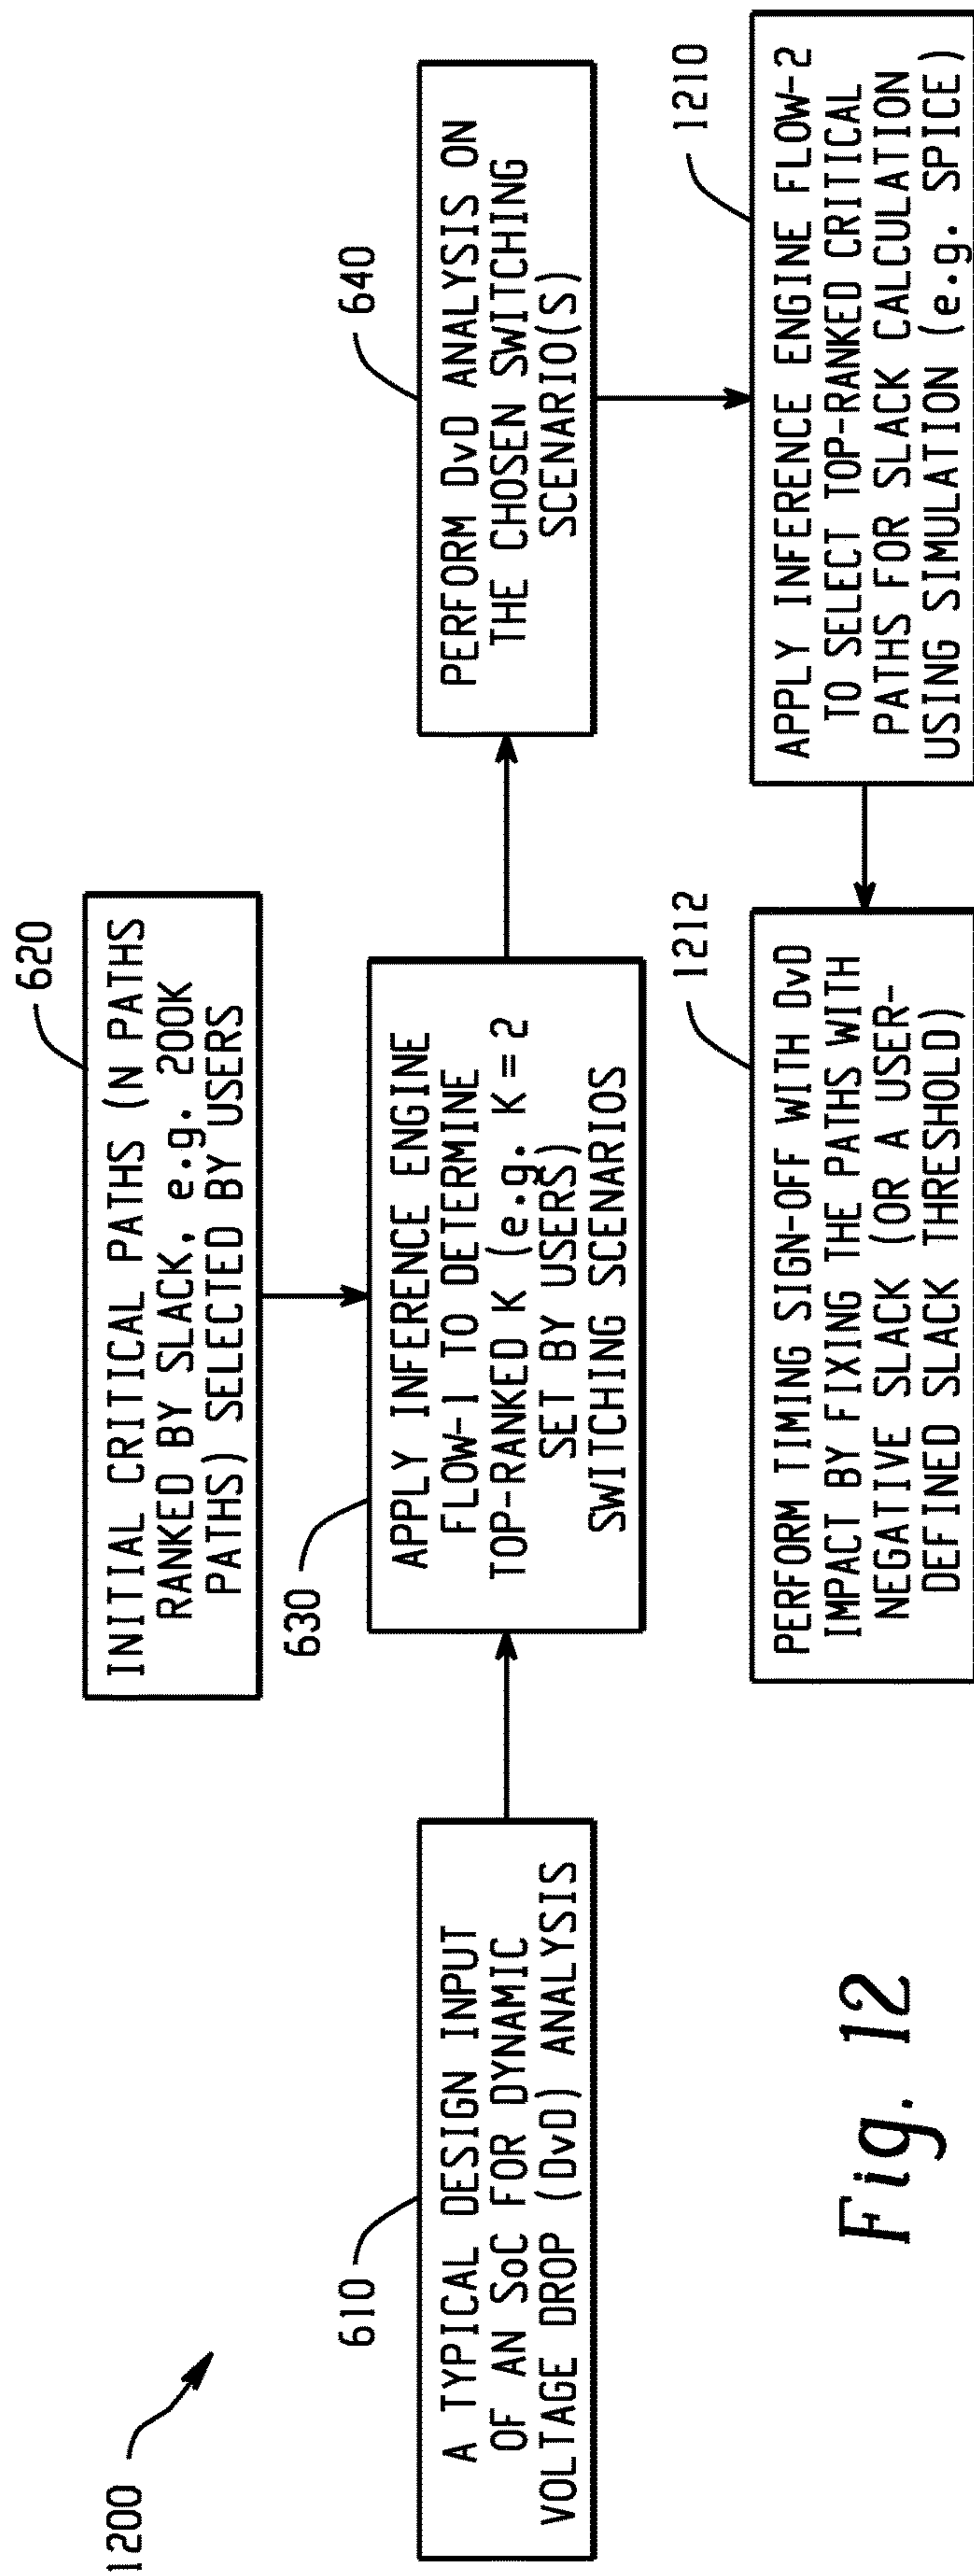 1200
610
A TYPICAL DESIGN INPUT
OF AN SoC FOR DYNAMIC
VOLTAGE DROP (DvD) ANALYSIS
620
INITIAL CRITICAL PATHS (N PATHS
RANKED BY SLACK, e.g. 200K
PATHS) SELECTED BY USERS
630
APPLY INFERENCE ENGINE
FLOW-1 TO DETERMINE
TOP-RANKED K (e.g. K = 2
SET BY USERS)
SWITCHING SCENARIOS
640
PERFORM DvD ANALYSIS ON
THE CHOSEN SWITCHING
SCENARIO(S)
1210
APPLY INFERENCE ENGINE FLOW-2
TO SELECT TOP-RANKED CRITICAL
PATHS FOR SLACK CALCULATION
USING SIMULATION (e.g. SPICE)
1212
PERFORM TIMING SIGN-OFF WITH DvD
IMPACT BY FIXING THE PATHS WITH
NEGATIVE SLACK (OR A USER-
DEFINED SLACK THRESHOLD)
Fig. 12